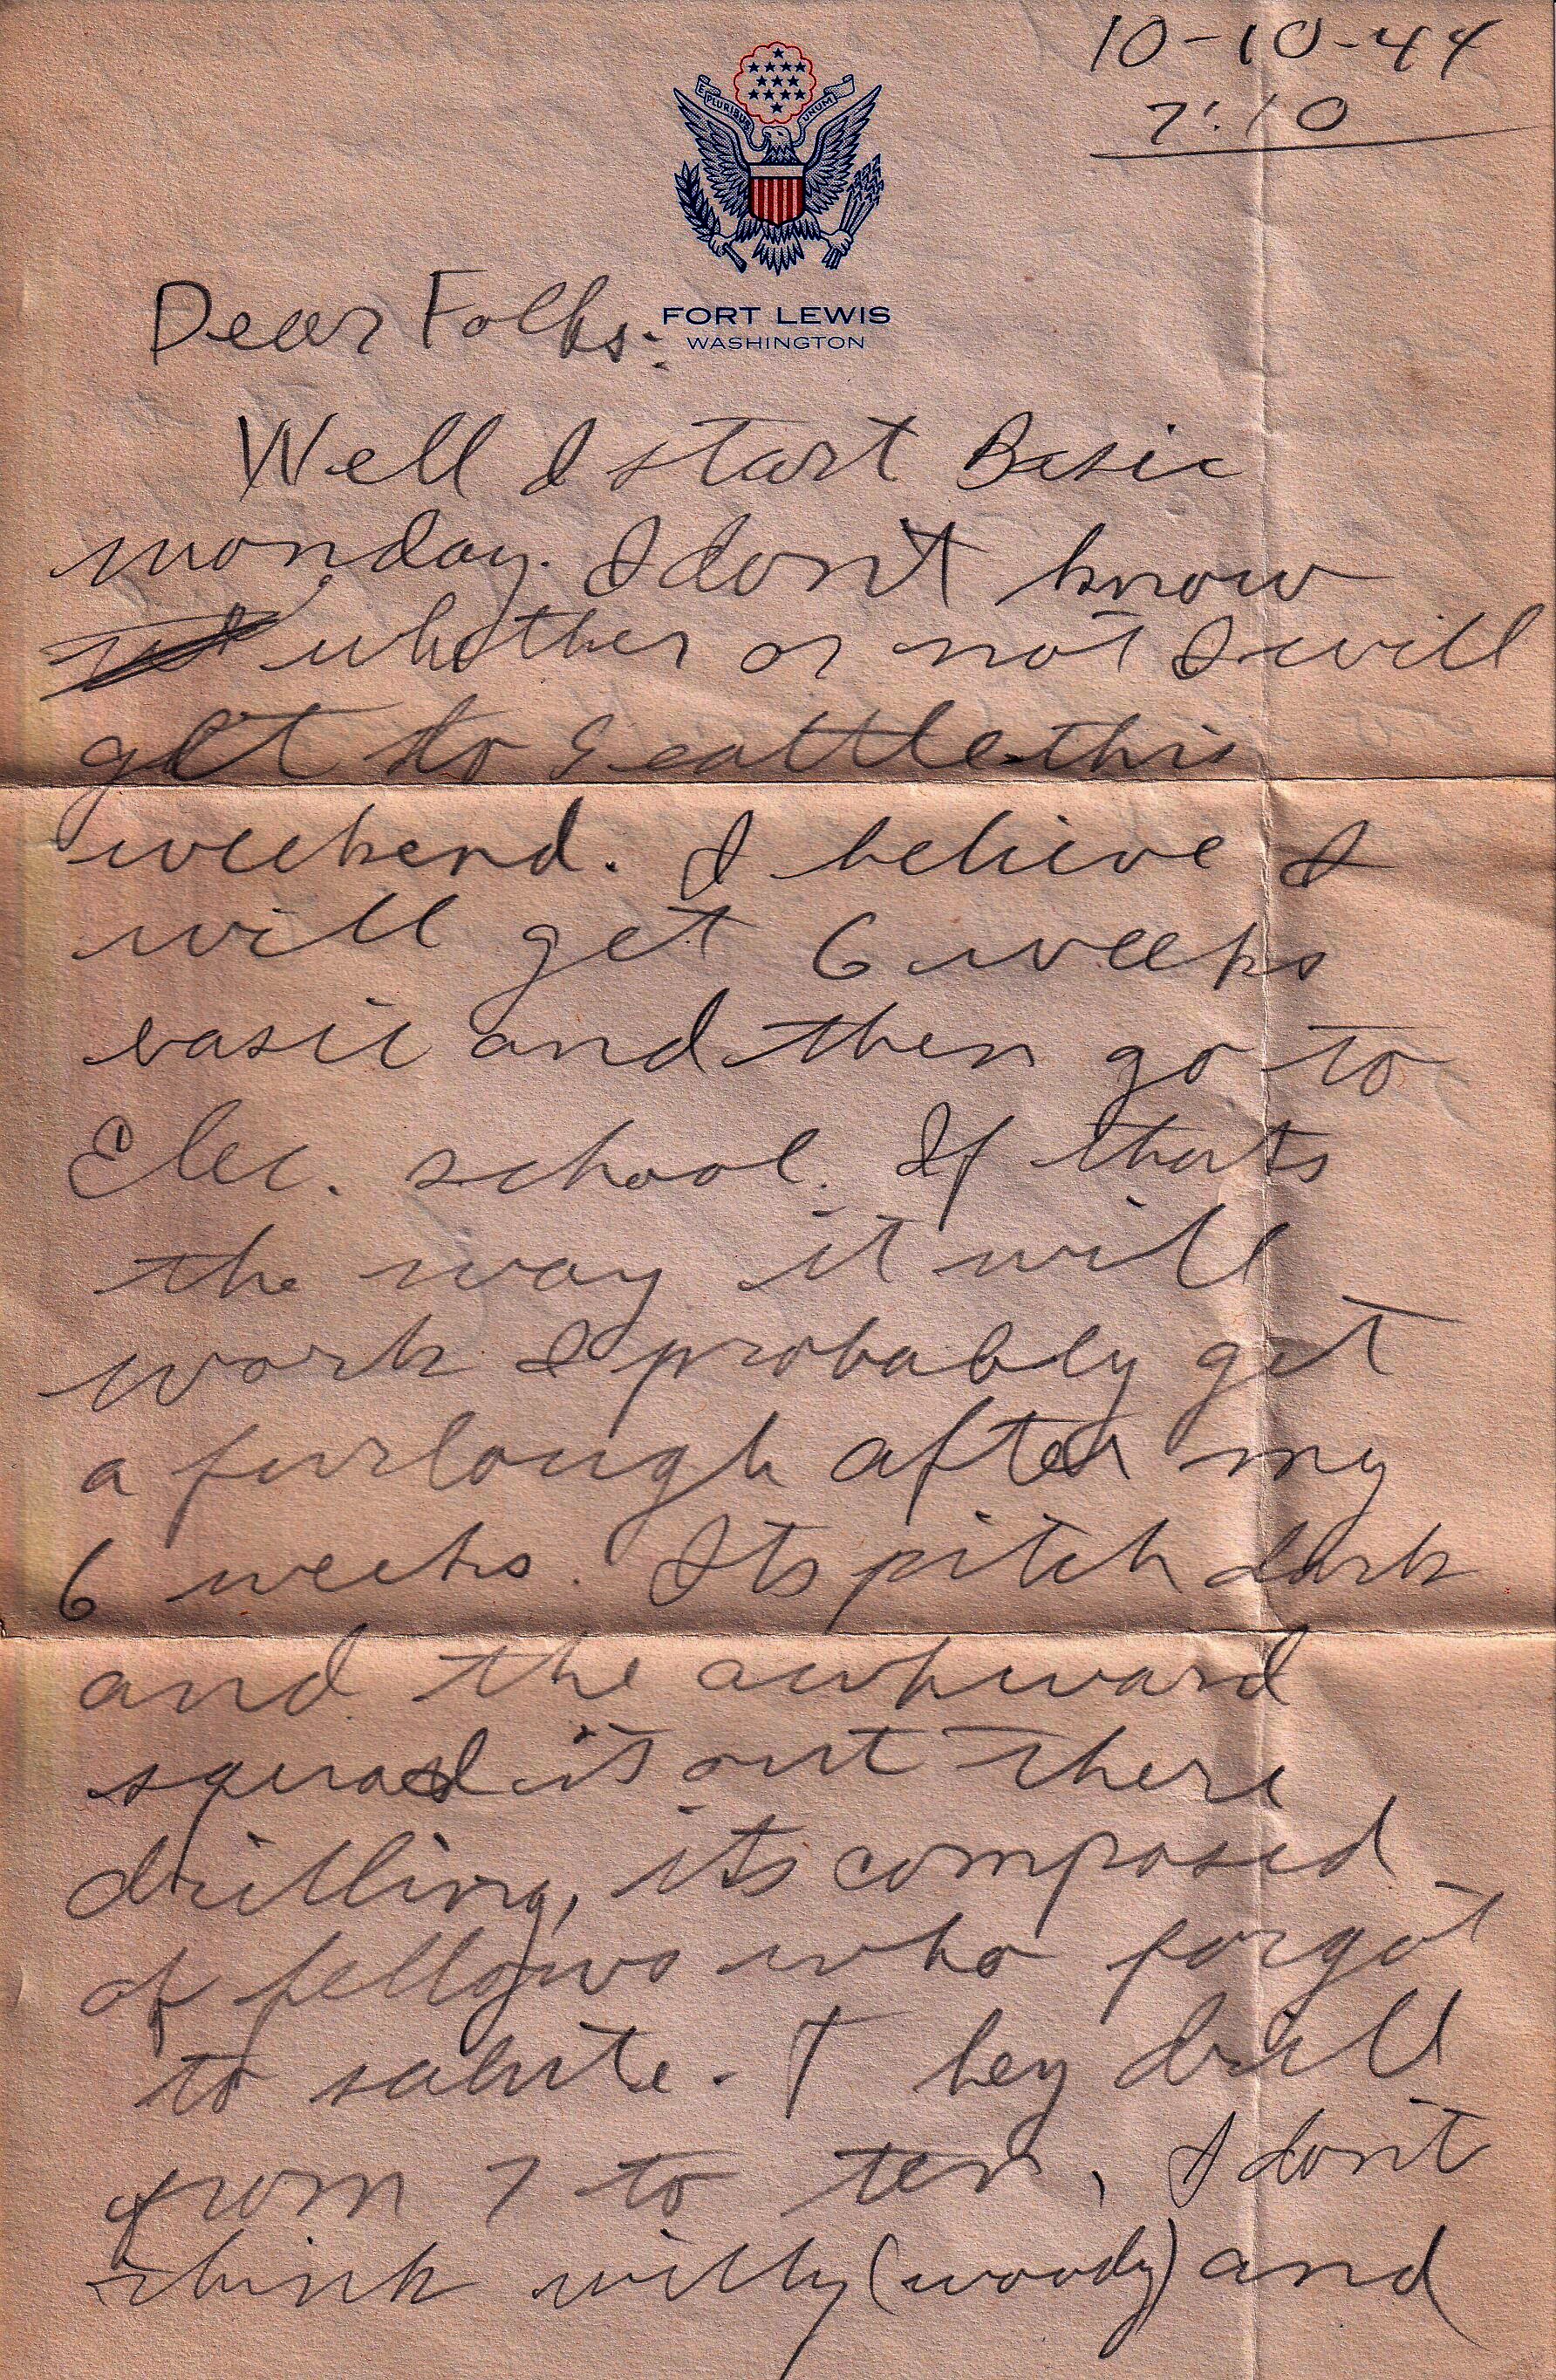 10-10-44
7:10
E PLURIBUS UNUM
FORT LEWIS
WASHINGTON
Dear Folks:
Well I start Basic
monday. I don't know
whether or not I will
get to Seattle this
weekend. I believe I
will get 6 weeks
basic and then go to
Elec. school. If thats
the way it will
work I probably get
a furlough after my
6 weeks. Its pitch dark
and the awkward
squad is out there
drilling, its composed
of fellows who forgot
to salute. They drill
from 7 to ten, I don't
think willy (woody) and